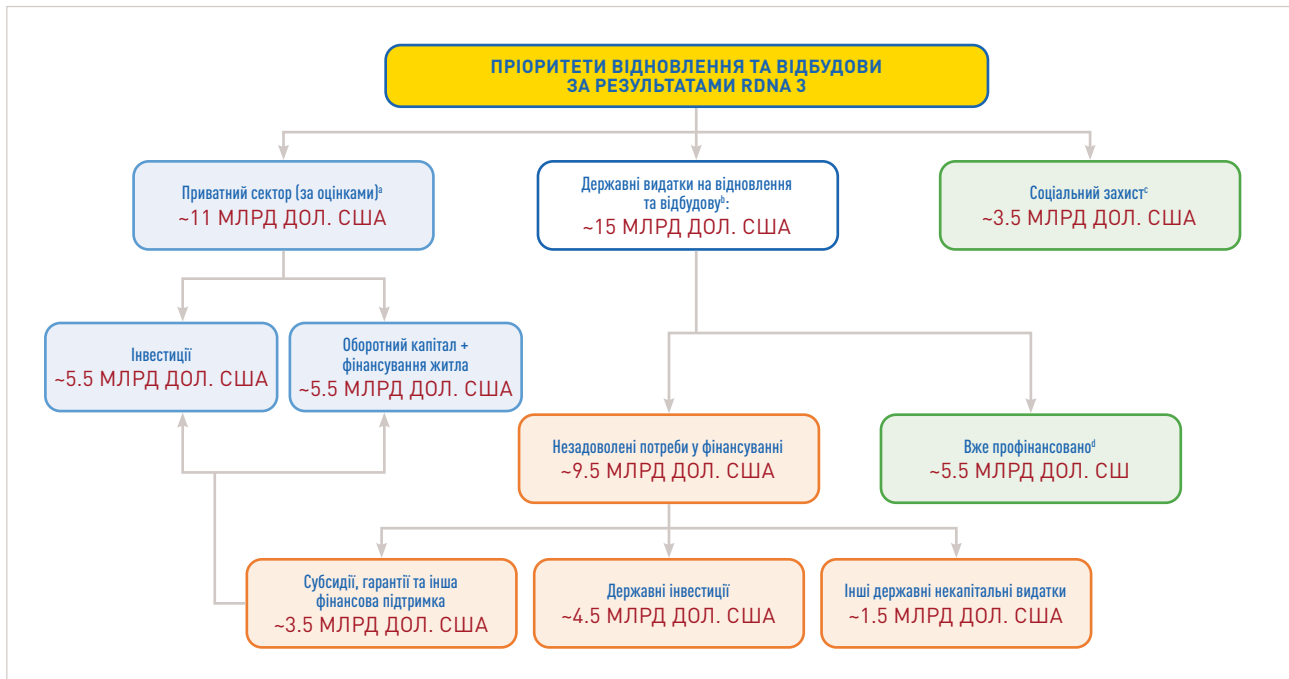 ПРІОРИТЕТИ ВІДНОВЛЕННЯ ТА ВІДБУДОВИ
ЗА РЕЗУЛЬТАТАМИ RDNA 3
Приватний сектор (за оцінками)ᵃ
~11 МЛРД ДОЛ. США
Державні видатки на відновлення
та відбудовуᵇ:
~15 МЛРД ДОЛ. США
Соціальний захистᶜ
~3.5 МЛРД ДОЛ. США
Інвестиції
~5.5 МЛРД ДОЛ. США
Оборотний капітал +
фінансування житла
~5.5 МЛРД ДОЛ. США
Незадоволені потреби у фінансуванні
~9.5 МЛРД ДОЛ. США
Вже профінансованоᵈ
~5.5 МЛРД ДОЛ. СШ
Субсидії, гарантії та інша
фінансова підтримка
~3.5 МЛРД ДОЛ. США
Державні інвестиції
~4.5 МЛРД ДОЛ. США
Інші державні некапітальні видатки
~1.5 МЛРД ДОЛ. США